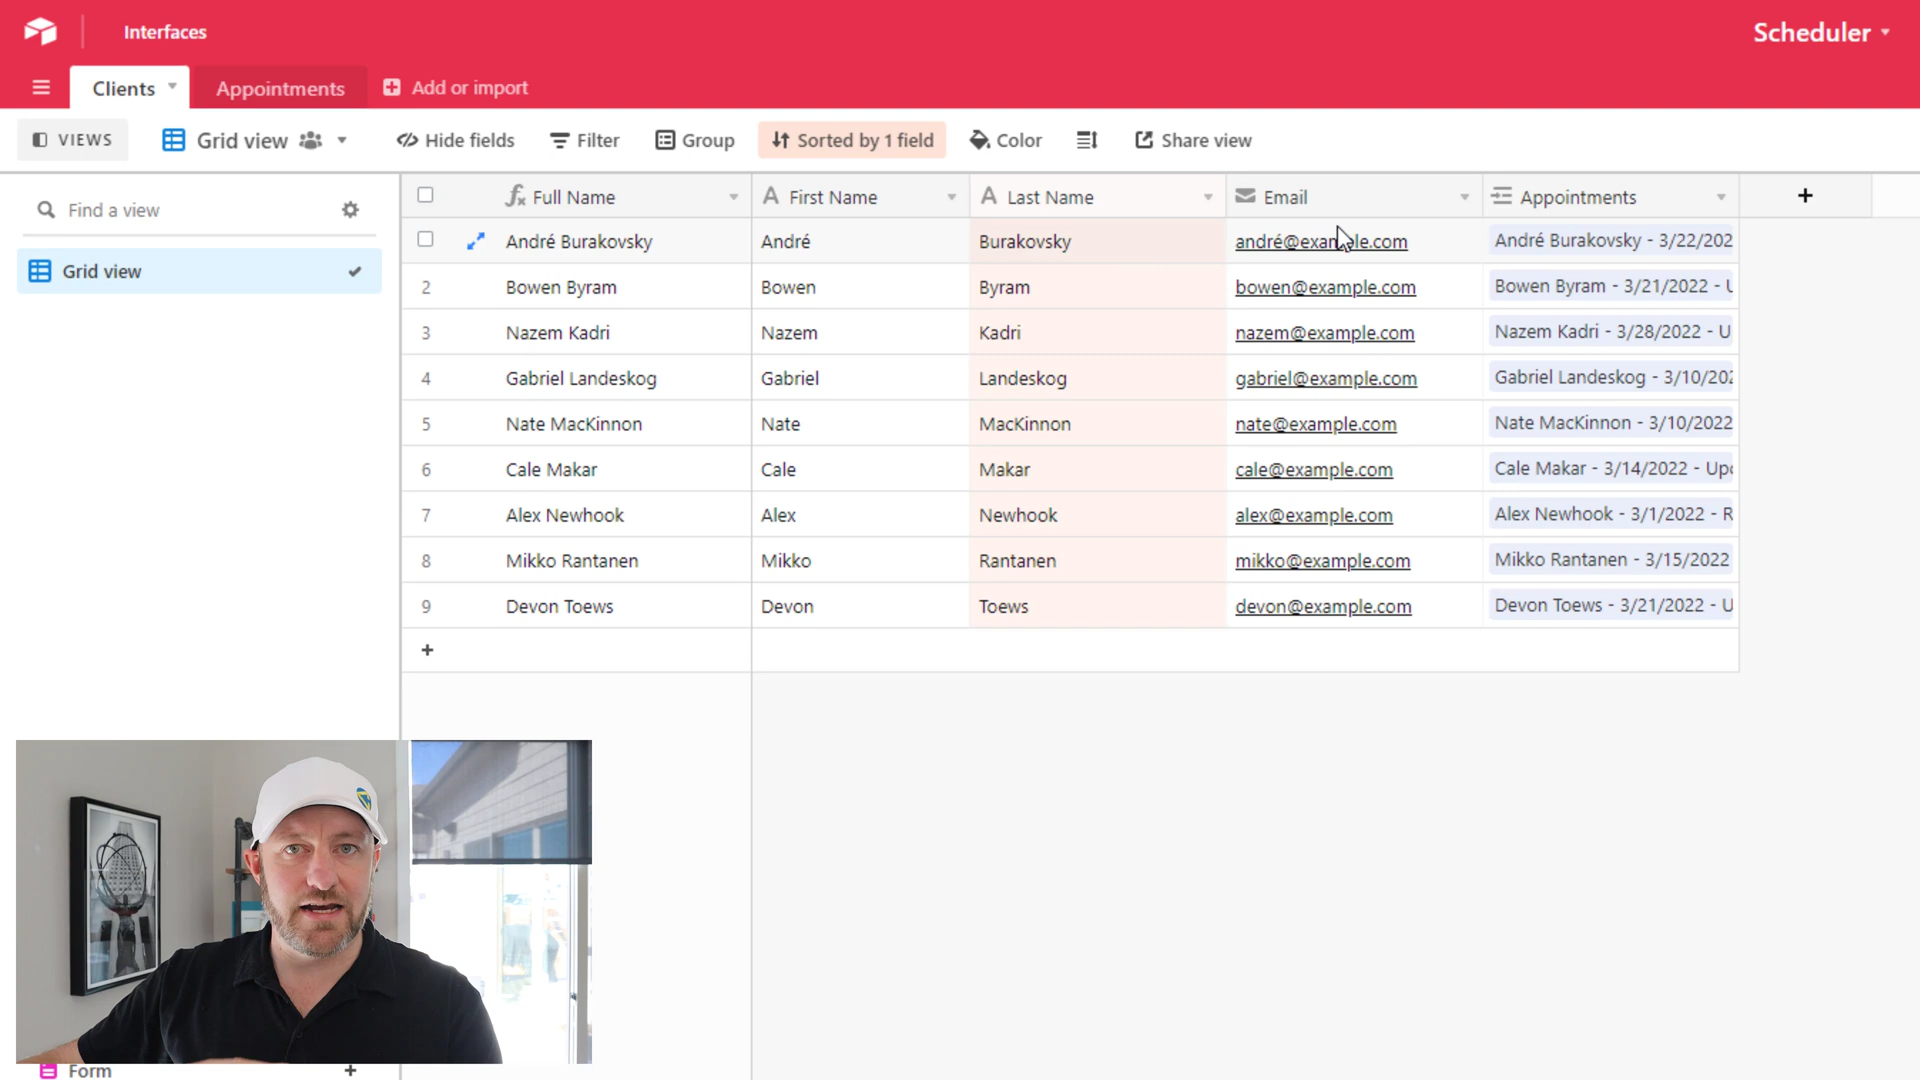 Interfaces
Scheduler
Clients
Appointments
Add or import
VIEWS
Grid view
Hide fields
Filter
Group
Sorted by 1 field
Color
Share view
Find a view
Grid view
Full Name First Name Last Name Email Appointments
André Burakovsky André Burakovsky andré@example.com André Burakovsky - 3/22/202
2 Bowen Byram Bowen Byram bowen@example.com Bowen Byram - 3/21/2022 - U
3 Nazem Kadri Nazem Kadri nazem@example.com Nazem Kadri - 3/28/2022 - U
4 Gabriel Landeskog Gabriel Landeskog gabriel@example.com Gabriel Landeskog - 3/10/202
5 Nate MacKinnon Nate MacKinnon nate@example.com Nate MacKinnon - 3/10/2022
6 Cale Makar Cale Makar cale@example.com Cale Makar - 3/14/2022 - Upc
7 Alex Newhook Alex Newhook alex@example.com Alex Newhook - 3/1/2022 - R
8 Mikko Rantanen Mikko Rantanen mikko@example.com Mikko Rantanen - 3/15/2022
9 Devon Toews Devon Toews devon@example.com Devon Toews - 3/21/2022 - U
Form